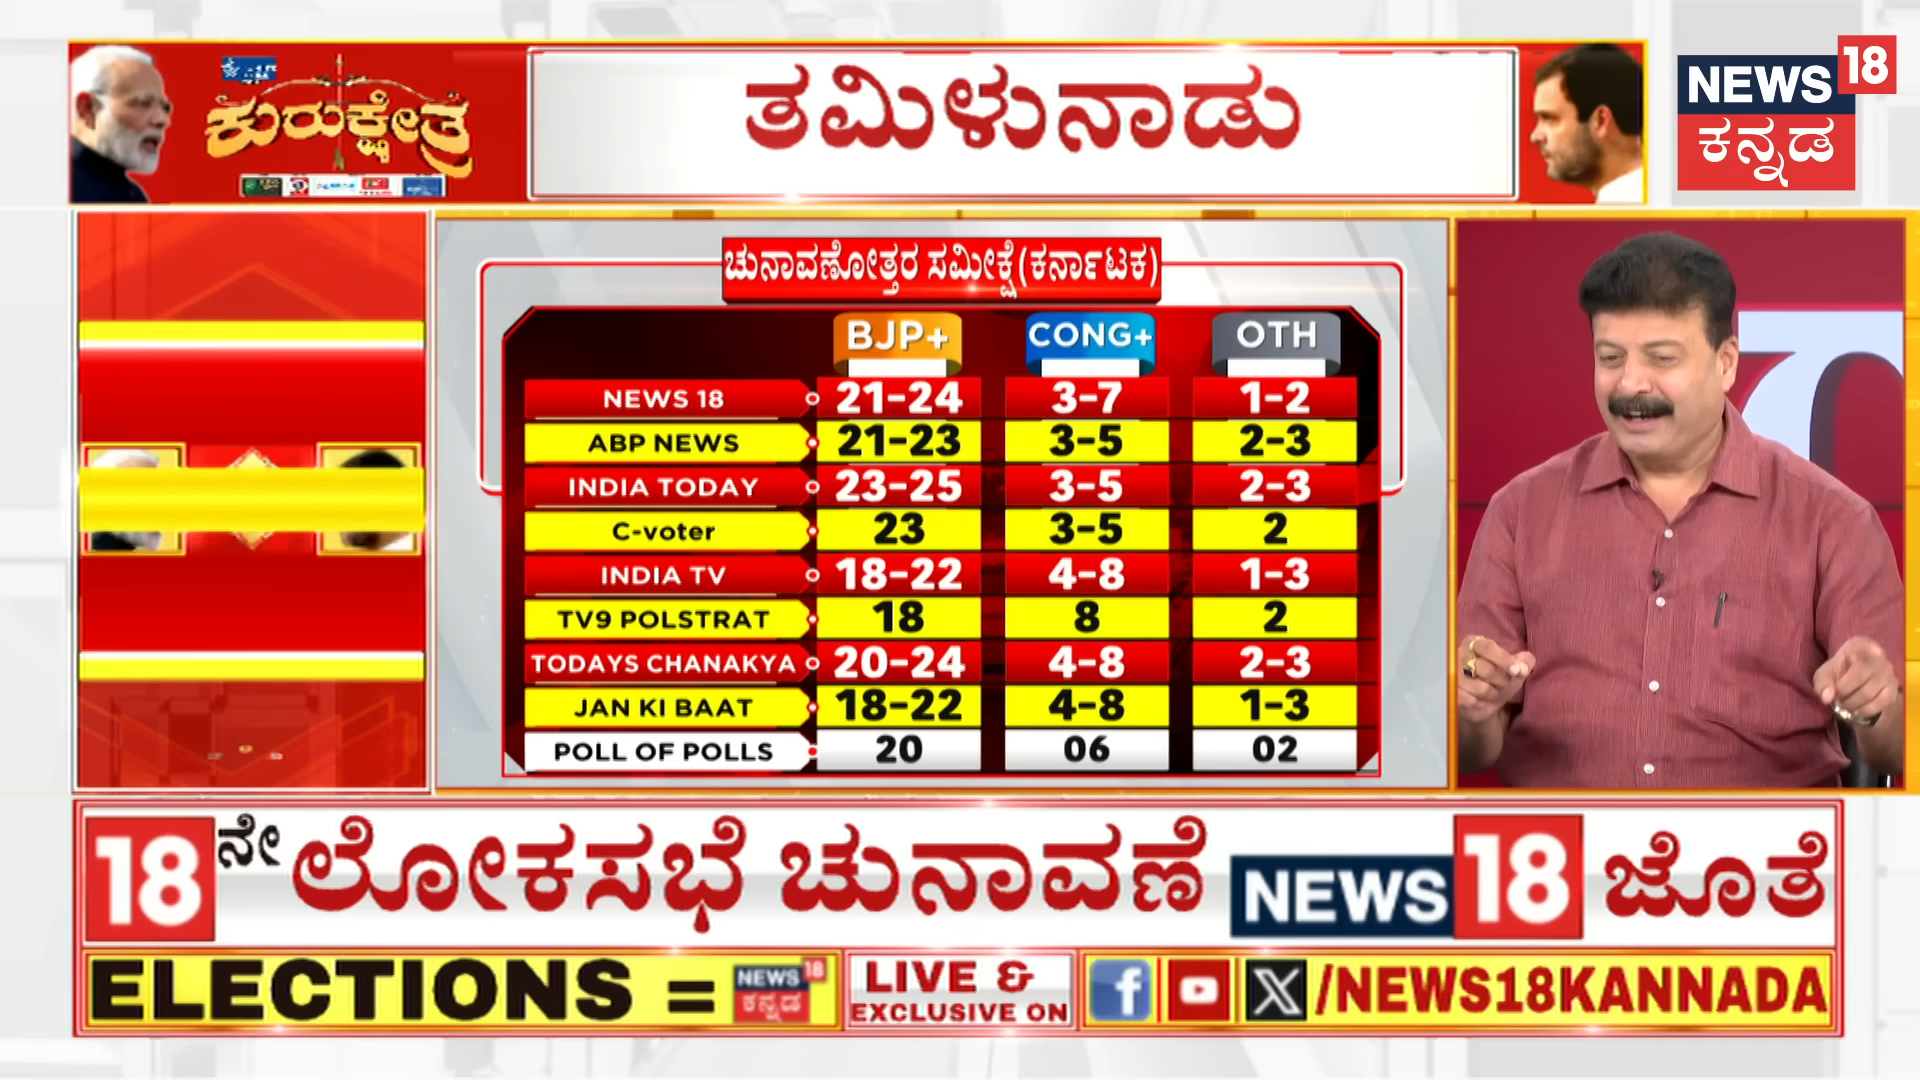 ಕುರುಕ್ಷೇತ್ರ
ತಮಿಳುನಾಡು
NEWS 18
ಕನ್ನಡ
ಚುನಾವಣೋತ್ತರ ಸಮೀಕ್ಷೆ(ಕರ್ನಾಟಕ)
BJP+ CONG+ OTH
NEWS 18 21-24 3-7 1-2
ABP NEWS 21-23 3-5 2-3
INDIA TODAY 23-25 3-5 2-3
C-voter 23 3-5 2
INDIA TV 18-22 4-8 1-3
TV9 POLSTRAT 18 8 2
TODAYS CHANAKYA 20-24 4-8 2-3
JAN KI BAAT 18-22 4-8 1-3
POLL OF POLLS 20 06 02
18ನೇ ಲೋಕಸಭೆ ಚುನಾವಣೆ NEWS18 ಜೊತೆ
ELECTIONS = NEWS18 ಕನ್ನಡ
LIVE &
EXCLUSIVE ON
/NEWS18KANNADA